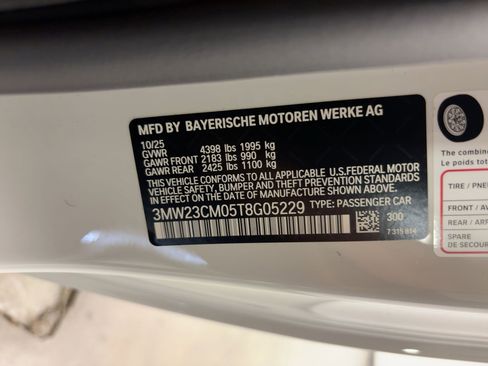 MFD BY BAYERISCHE MOTOREN WERKE AG
10/25
GVWR 4398 lbs 1995 kg
GAWR FRONT 2183 lbs 990 kg
GAWR REAR 2425 lbs 1100 kg
THIS VEHICLE CONFORMS TO ALL APPLICABLE U.S.FEDERAL MOTOR
VEHICLE SAFETY, BUMPER AND THEFT PREVENTION STANDARDS
IN EFFECT ON THE DATE OF MANUFACTURE SHOWN ABOVE.
3MW23CM05T8G05229 TYPE: PASSENGER CAR
300
7 315 814
The combine
Le poids tot
TIRE / PNE
FRONT / AV
REAR / ARR
SPARE
DE SECOUR